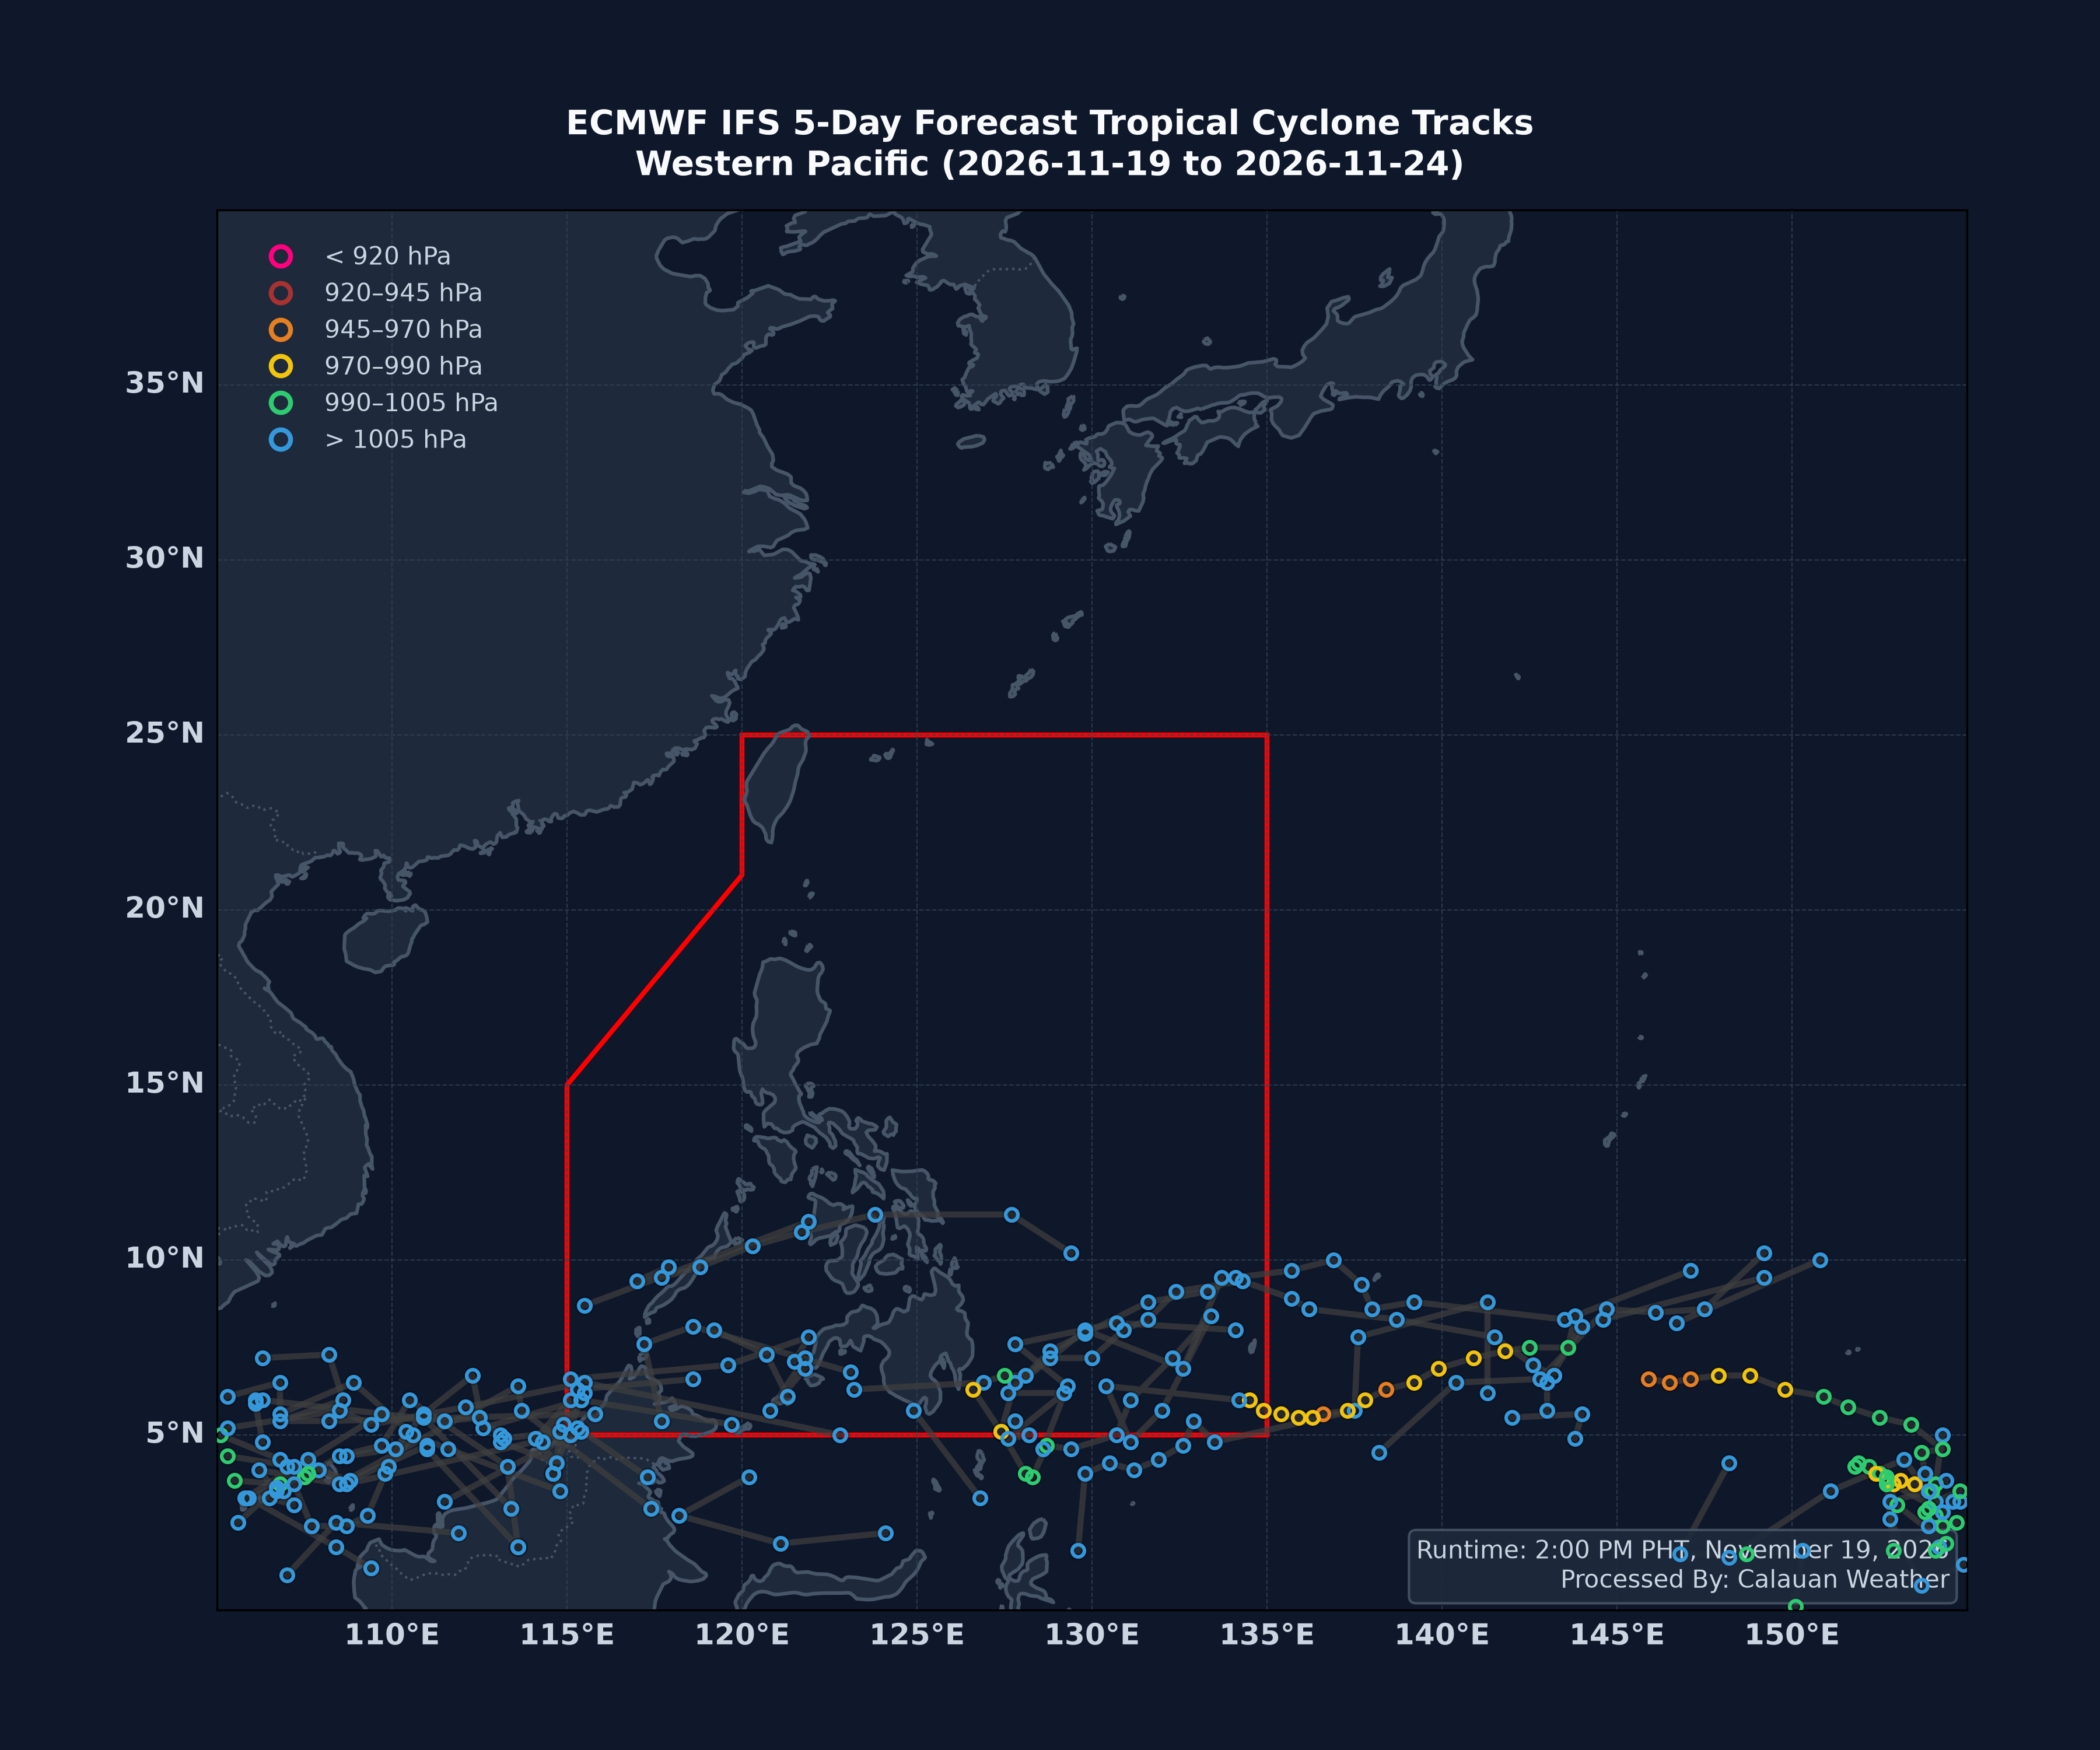 ECMWF IFS 5-Day Forecast Tropical Cyclone Tracks
Western Pacific (2026-11-19 to 2026-11-24)
< 920 hPa
920–945 hPa
945–970 hPa
970–990 hPa
990–1005 hPa
> 1005 hPa
35°N
30°N
25°N
20°N
15°N
10°N
5°N
Runtime: 2:00 PM PHT, November 19, 2026
Processed By: Calauan Weather
110°E
115°E
120°E
125°E
130°E
135°E
140°E
145°E
150°E